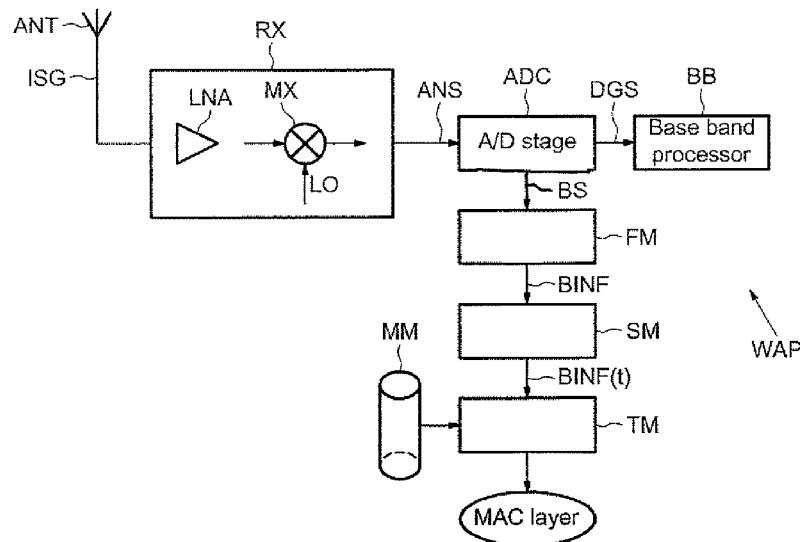 ANT
ISG
RX
LNA
MX
LO
ANS
ADC
A/D stage
DGS
BB
Base band
processor
BS
FM
BINF
SM
WAP
MM
BINF(t)
TM
MAC layer